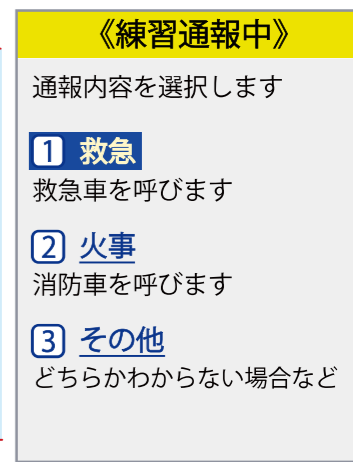 《練習通報中》
通報内容を選択します
1 救急
救急車を呼びます
2 火事
消防車を呼びます
3 その他
どちらかわからない場合など